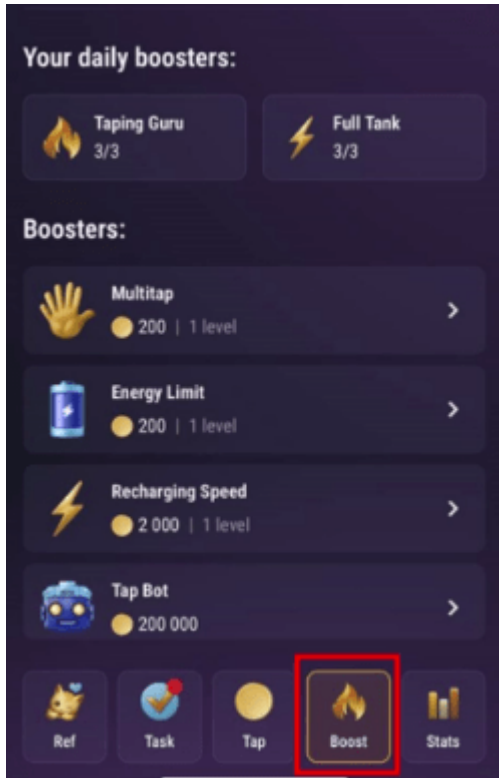 Your daily boosters:
Taping Guru
3/3
Full Tank
3/3
Boosters:
Multitap
200 | 1 level
Energy Limit
200 | 1 level
Recharging Speed
2 000 | 1 level
Tap Bot
200 000
Ref
Task
Tap
Boost
Stats